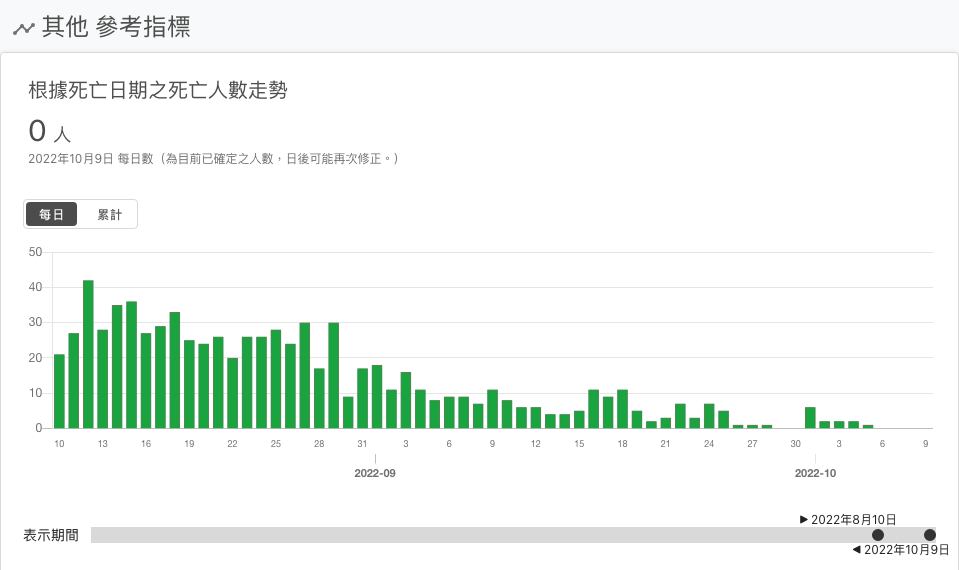 其他 參考指標
根據死亡日期之死亡人數走勢
0 人
2022年10月9日 每日數（為目前已確定之人數，日後可能再次修正。）
每日 累計
50
40
30
20
10
0
10 13 16 19 22 25 28 31 3 6 9 12 15 18 21 24 27 30 3 6 9
2022-09 2022-10
▶ 2022年8月10日
表示期間
◀ 2022年10月9日